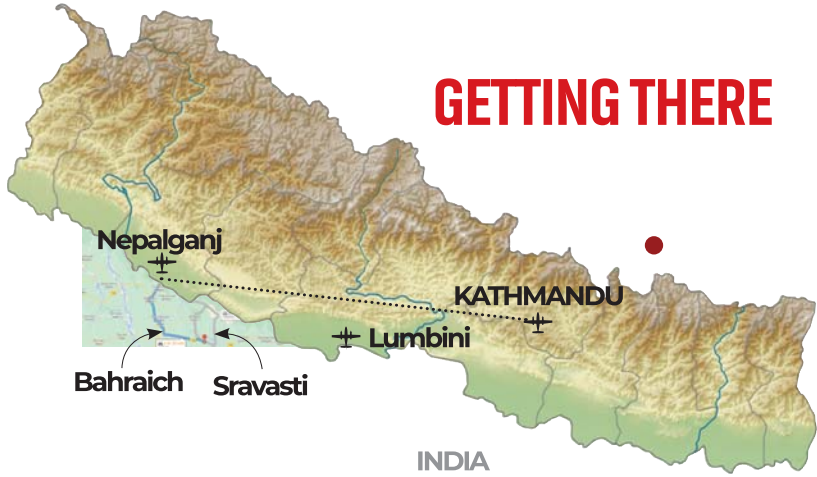 GETTING THERE
Nepalganj
KATHMANDU
Lumbini
Bahraich
Sravasti
INDIA